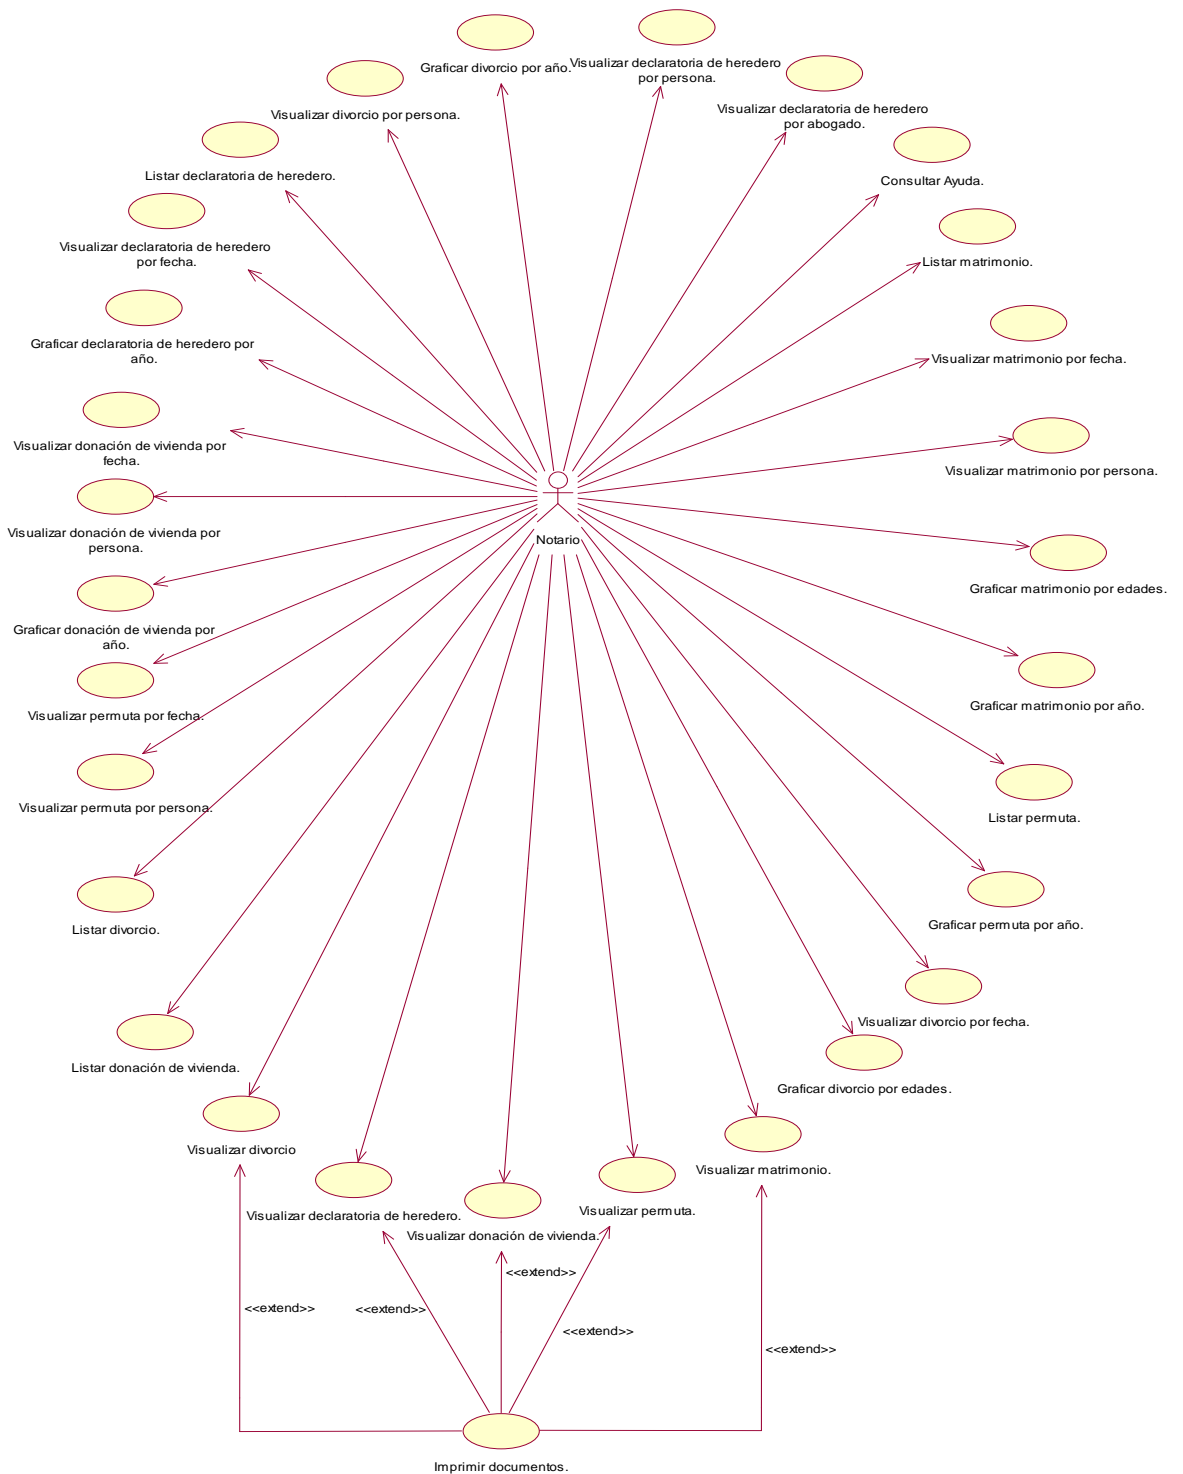 Graficar divorcio por año.
Visualizar declaratoria de heredero
por persona.
Visualizar divorcio por persona.
Visualizar declaratoria de heredero
por abogado.
Listar declaratoria de heredero.
Consultar Ayuda.
Visualizar declaratoria de heredero
por fecha.
Listar matrimonio.
Graficar declaratoria de heredero por
año.
Visualizar matrimonio por fecha.
Visualizar donación de vivienda por
fecha.
Visualizar matrimonio por persona.
Visualizar donación de vivienda por
persona.
Notario
Graficar matrimonio por edades.
Graficar donación de vivienda por
año.
Visualizar permuta por fecha.
Graficar matrimonio por año.
Visualizar permuta por persona.
Listar permuta.
Listar divorcio.
Graficar permuta por año.
Visualizar divorcio por fecha.
Listar donación de vivienda.
Graficar divorcio por edades.
Visualizar divorcio
Visualizar matrimonio.
Visualizar declaratoria de heredero.
Visualizar permuta.
Visualizar donación de vivienda.
<<extend>>
<<extend>>
<<extend>>
<<extend>>
<<extend>>
Imprimir documentos.